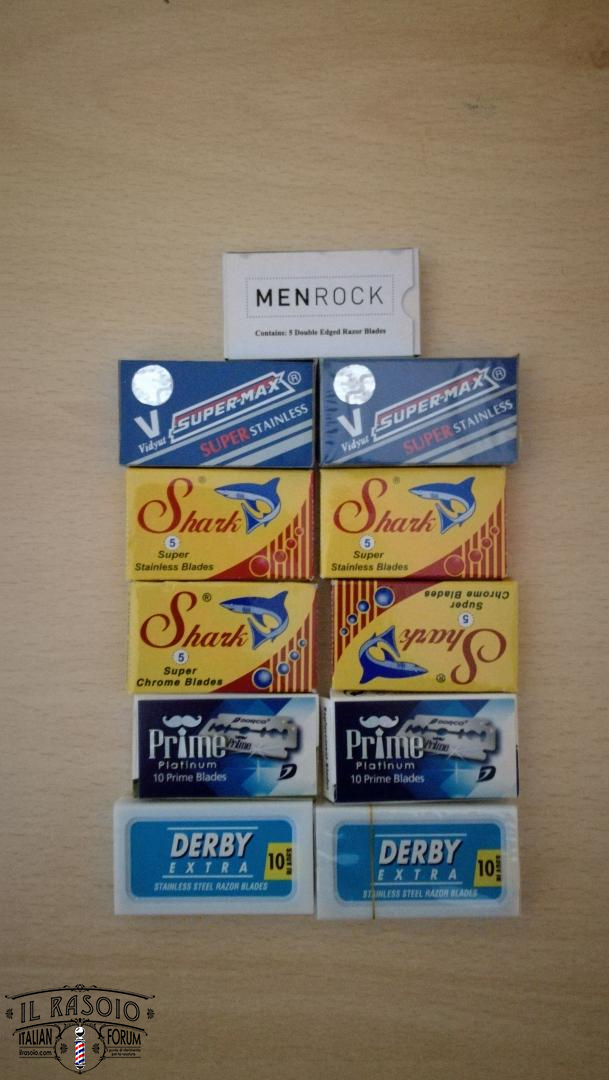 MENROCK
Contains: 5 Double Edged Razor Blades
V
Vidyut
SUPER-MAX®
SUPER STAINLESS
V
Vidyut
SUPER-MAX®
SUPER STAINLESS
Shark®
5
Super
Stainless Blades
Shark
5
Super
Stainless Blades
Shark®
5
Super
Chrome Blades
Shark®
5
Super
Chrome Blades
DORCO
Prime
Prime
Platinum
10 Prime Blades
DORCO
Prime
Prime
Platinum
10 Prime Blades
DERBY
EXTRA
10
STAINLESS STEEL RAZOR BLADES
DERBY
EXTRA
10
STAINLESS STEEL RAZOR BLADES
IL RASOIO
ITALIAN FORUM
ilrasoio.com